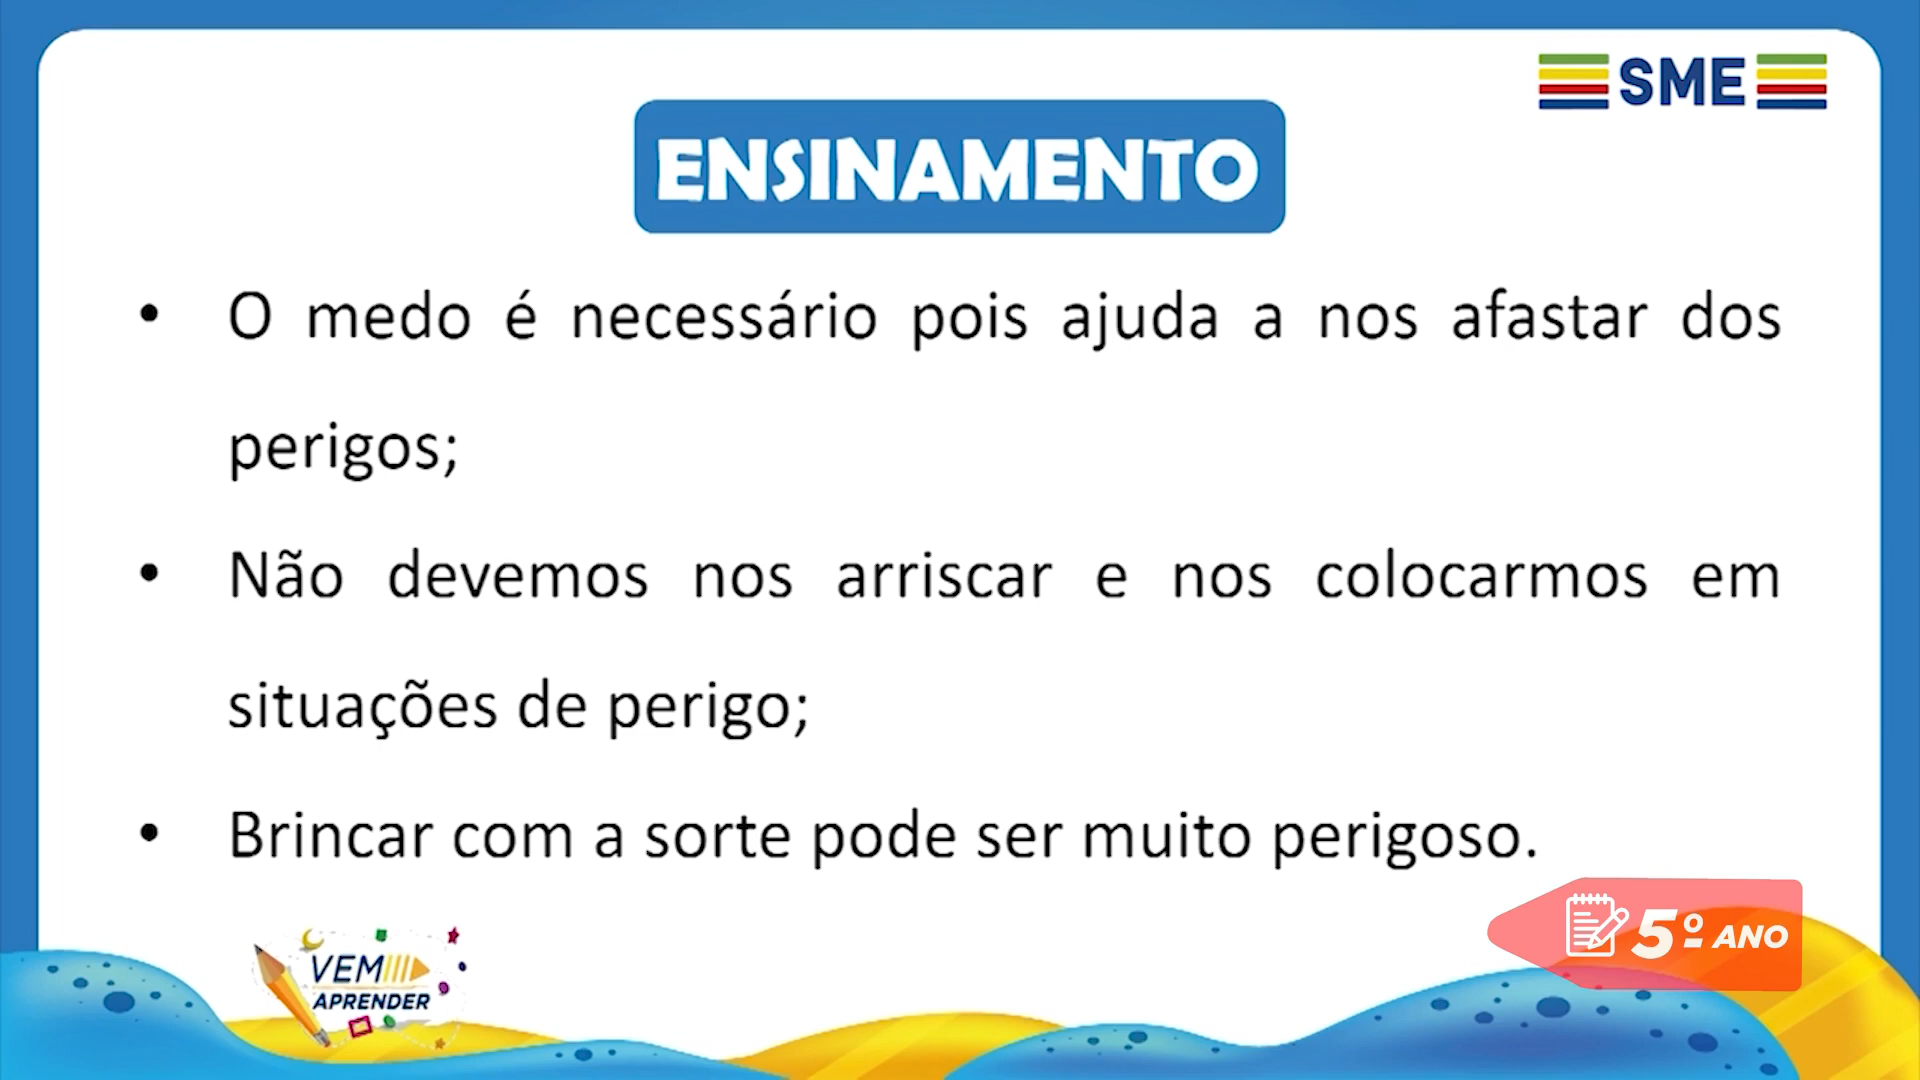 SME
ENSINAMENTO
• O medo é necessário pois ajuda a nos afastar dos
perigos;
• Não devemos nos arriscar e nos colocarmos em
situações de perigo;
• Brincar com a sorte pode ser muito perigoso.
5º ANO
VEM
APRENDER